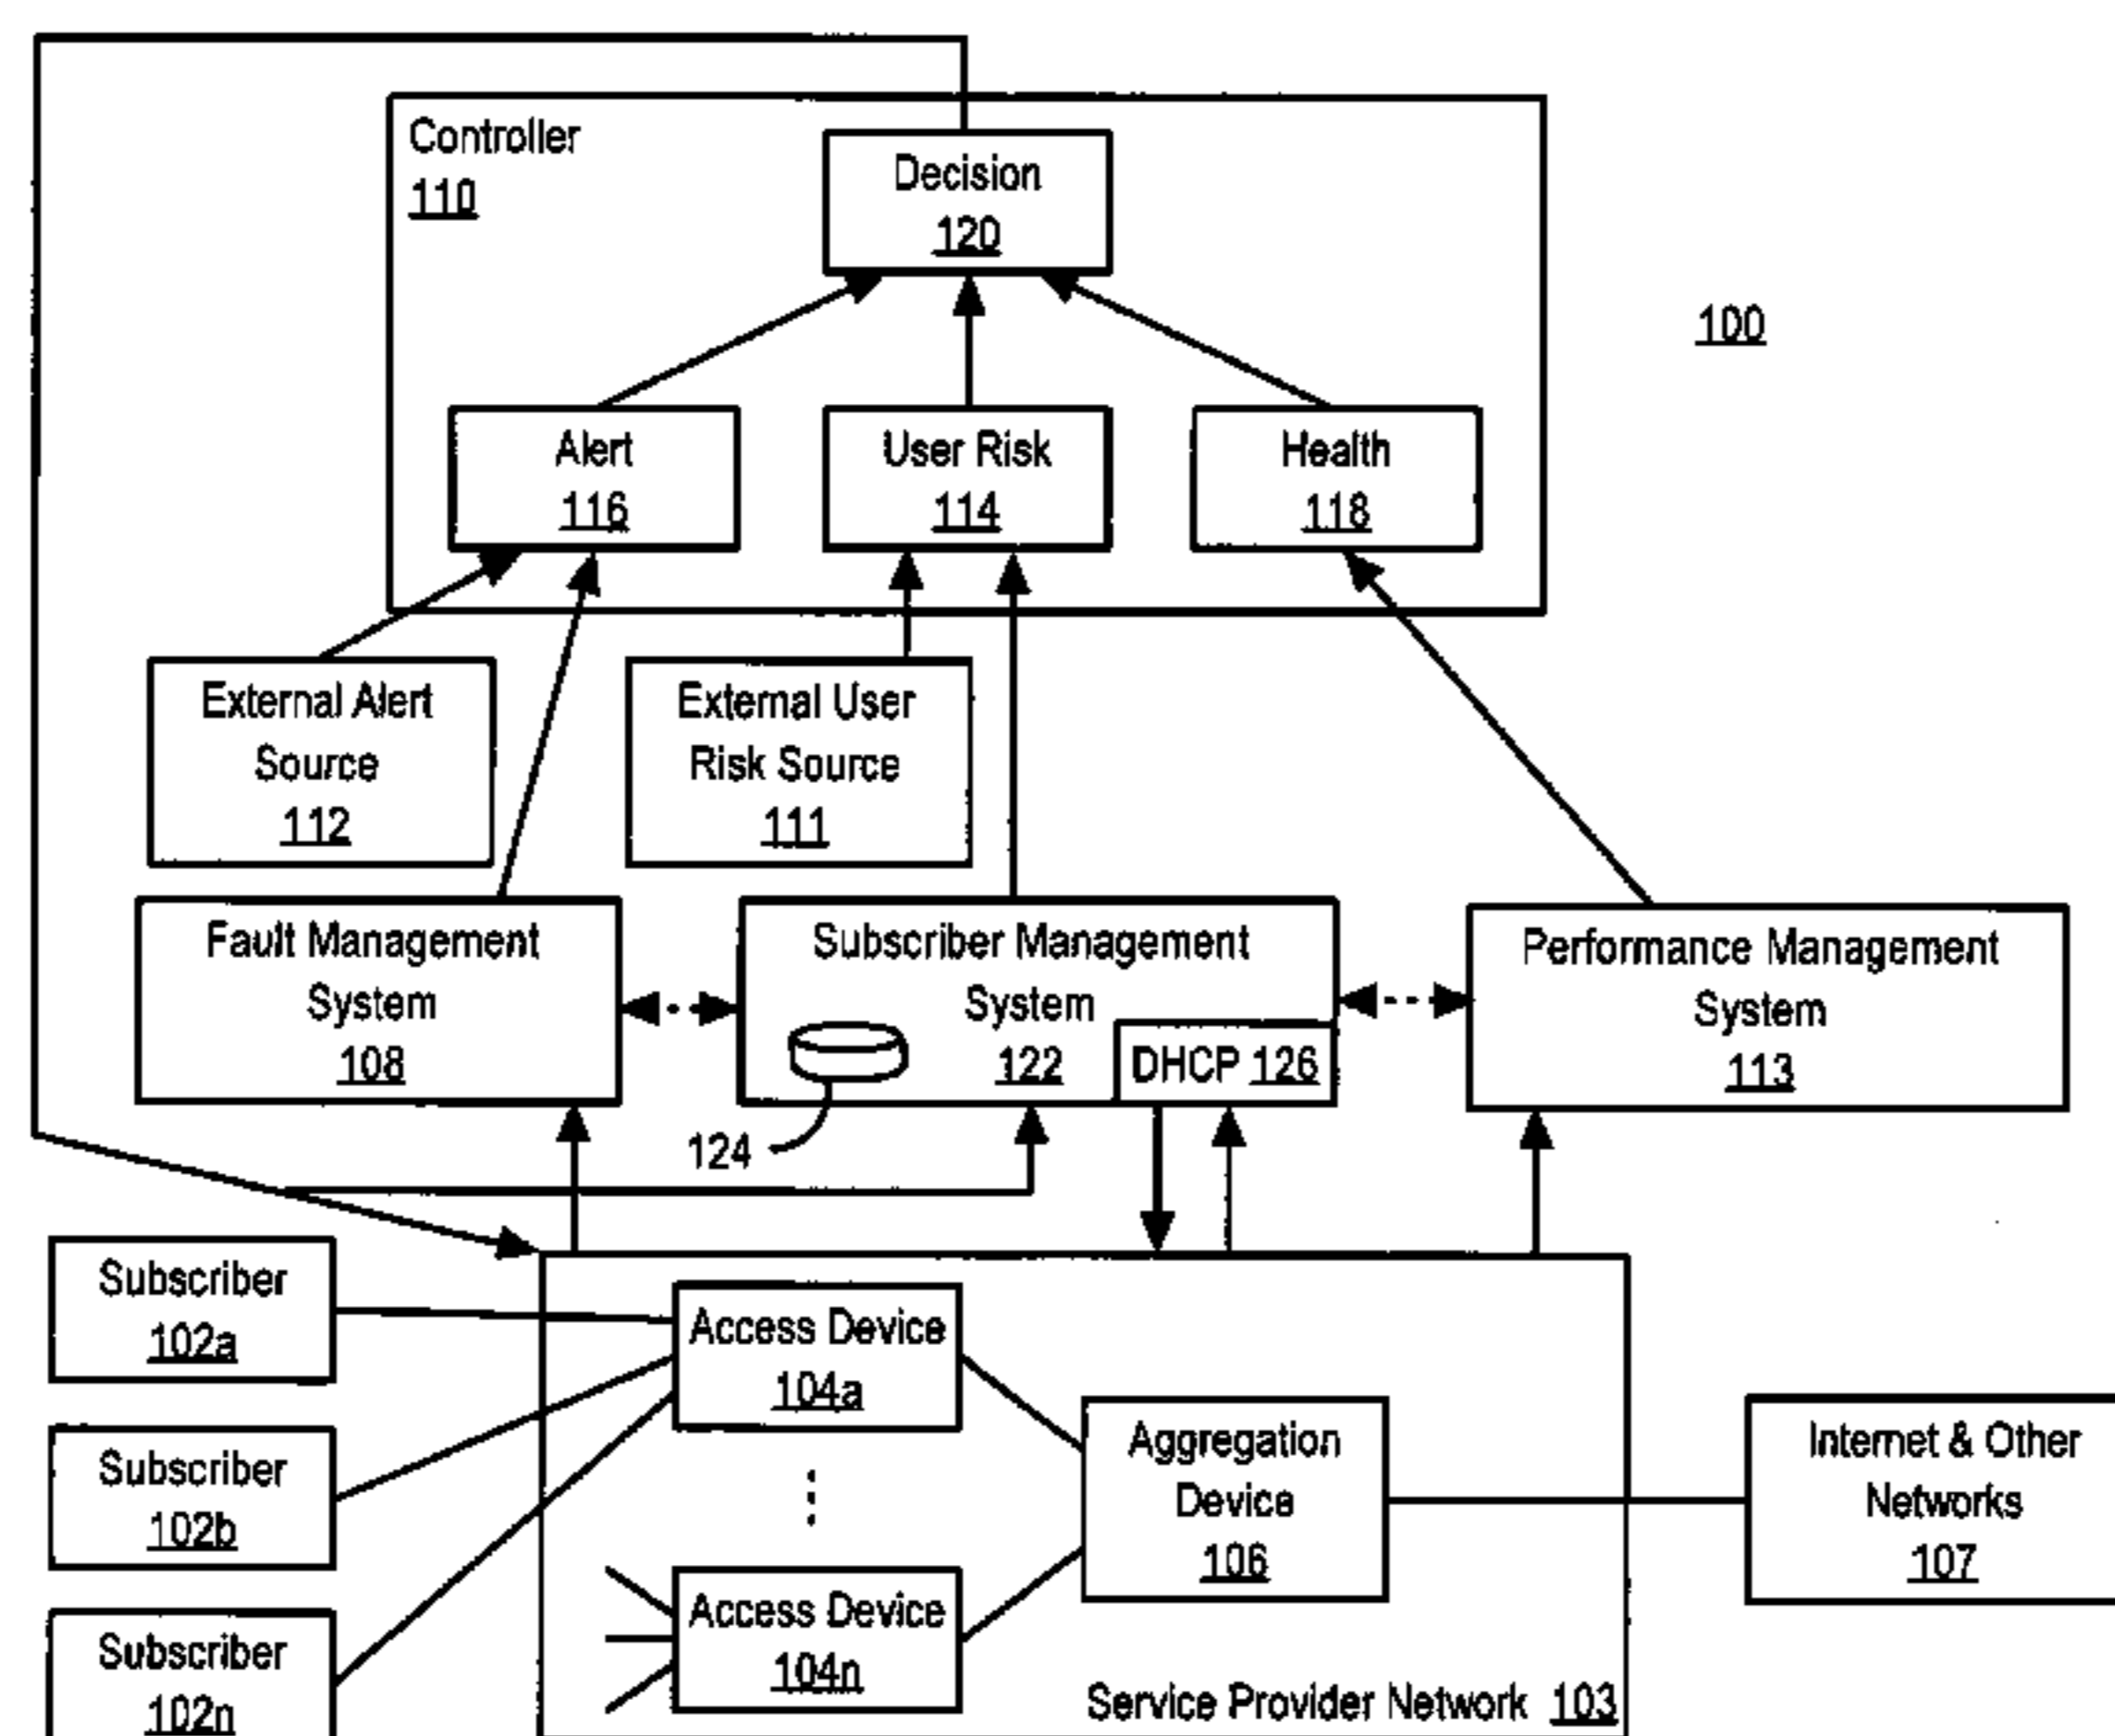 Controller
110
Decision
120
100
Alert
116
User Risk
114
Health
118
External Alert
Source
112
External User
Risk Source
111
Fault Management
System
108
Subscriber Management
System
122
DHCP 126
Performance Management
System
113
124
Subscriber
102a
Access Device
104a
Aggregation
Device
106
Internet & Other
Networks
107
Subscriber
102b
Subscriber
102n
Access Device
104n
Service Provider Network 103